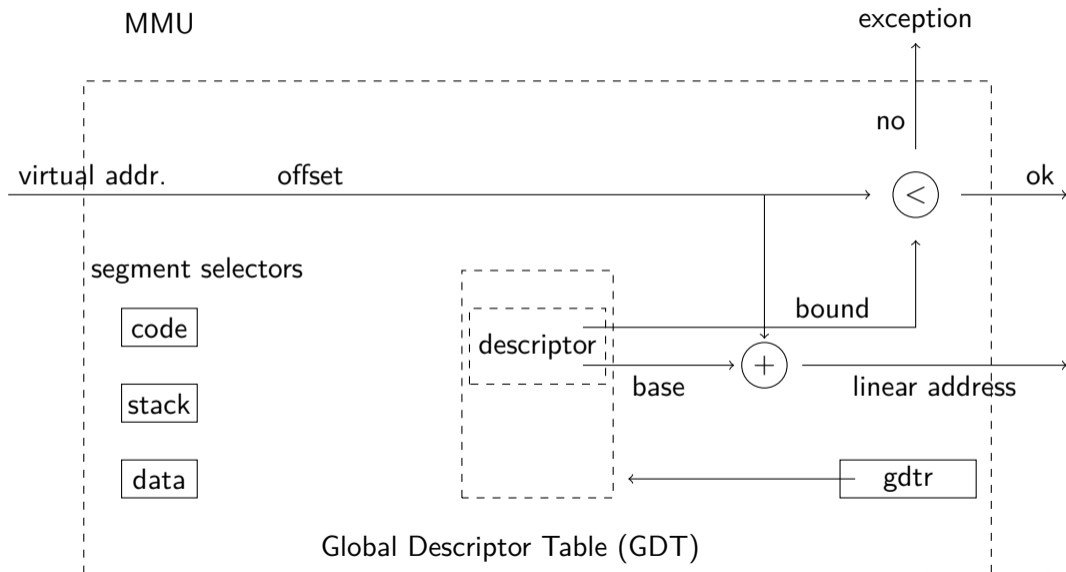 MMU
exception
no
virtual addr.
offset
<
ok
segment selectors
code
bound
descriptor
+
base
linear address
stack
data
gdtr
Global Descriptor Table (GDT)